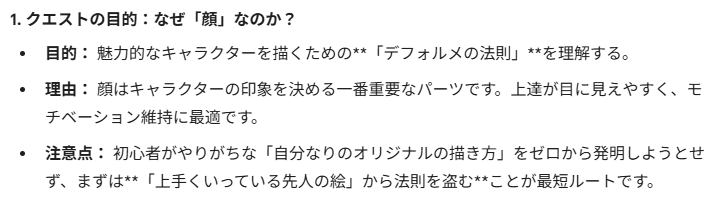 1. クエストの目的：なぜ「顔」なのか？
• 目的： 魅力的なキャラクターを描くための**「デフォルメの法則」**を理解する。
• 理由： 顔はキャラクターの印象を決める一番重要なパーツです。上達が目に見えやすく、モ
チベーション維持に最適です。
• 注意点： 初心者がやりがちな「自分なりのオリジナルの描き方」をゼロから発明しようとせ
ず、まずは**「上手くいっている先人の絵」から法則を盗む**ことが最短ルートです。